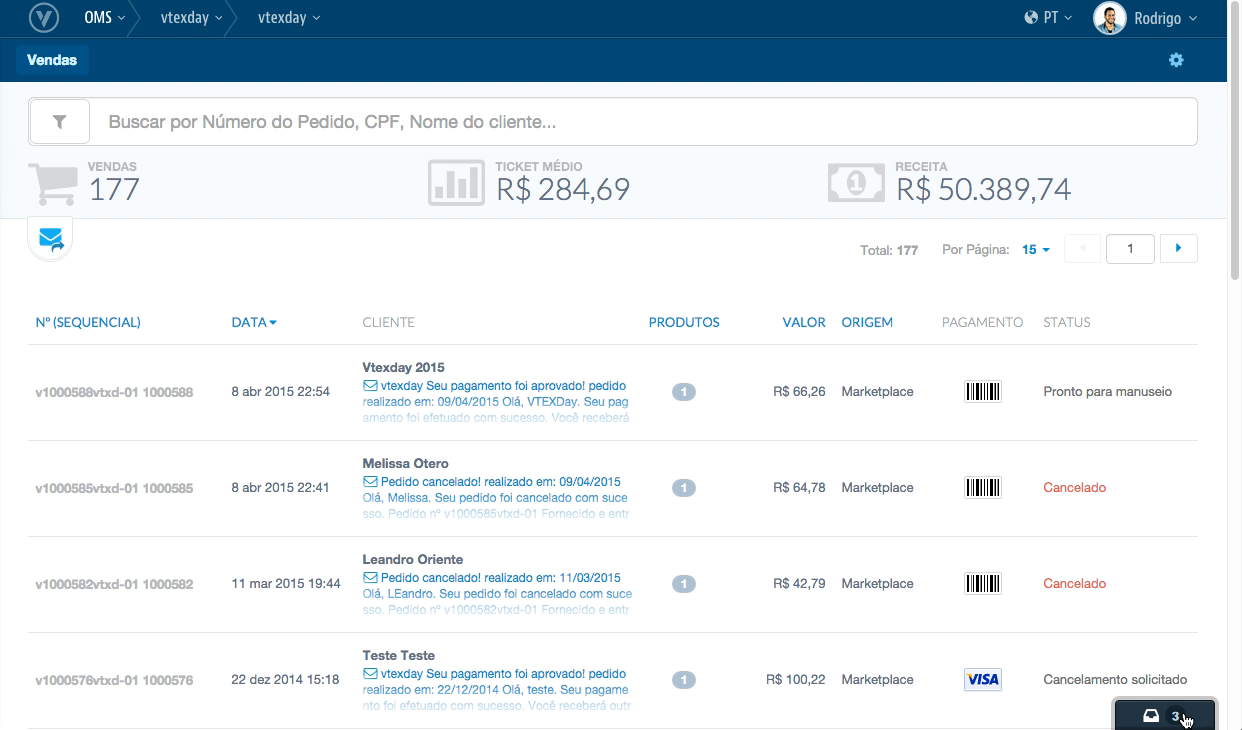 OMS vtexday vtexday PT Rodrigo
Vendas
Buscar por Número do Pedido, CPF, Nome do cliente...
VENDAS
177
TICKET MÉDIO
R$ 284,69
RECEITA
R$ 50.389,74
Total: 177 Por Página: 15 1
Nº (SEQUENCIAL) DATA CLIENTE PRODUTOS VALOR ORIGEM PAGAMENTO STATUS
Vtexday 2015
v1000588vtxd-01 1000588 8 abr 2015 22:54 1 R$ 66,26 Marketplace Pronto para manuseio
vtexday Seu pagamento foi aprovado! pedido
realizado em: 09/04/2015 Olá, VTEXDay. Seu pag
amento foi efetuado com sucesso. Você receberá
Melissa Otero
v1000585vtxd-01 1000585 8 abr 2015 22:41 1 R$ 64,78 Marketplace Cancelado
Pedido cancelado! realizado em: 09/04/2015
Olá, Melissa. Seu pedido foi cancelado com suce
sso. Pedido nº v1000585vtxd-01 Fornecido e entr
Leandro Oriente
v1000582vtxd-01 1000582 11 mar 2015 19:44 1 R$ 42,79 Marketplace Cancelado
Pedido cancelado! realizado em: 11/03/2015
Olá, LEandro. Seu pedido foi cancelado com suce
sso. Pedido nº v1000582vtxd-01 Fornecido e entr
Teste Teste
v1000576vtxd-01 1000576 22 dez 2014 15:18 1 R$ 100,22 Marketplace VISA Cancelamento solicitado
vtexday Seu pagamento foi aprovado! pedido
realizado em: 22/12/2014 Olá, teste. Seu pagame
nto foi efetuado com sucesso. Você receberá outr
3